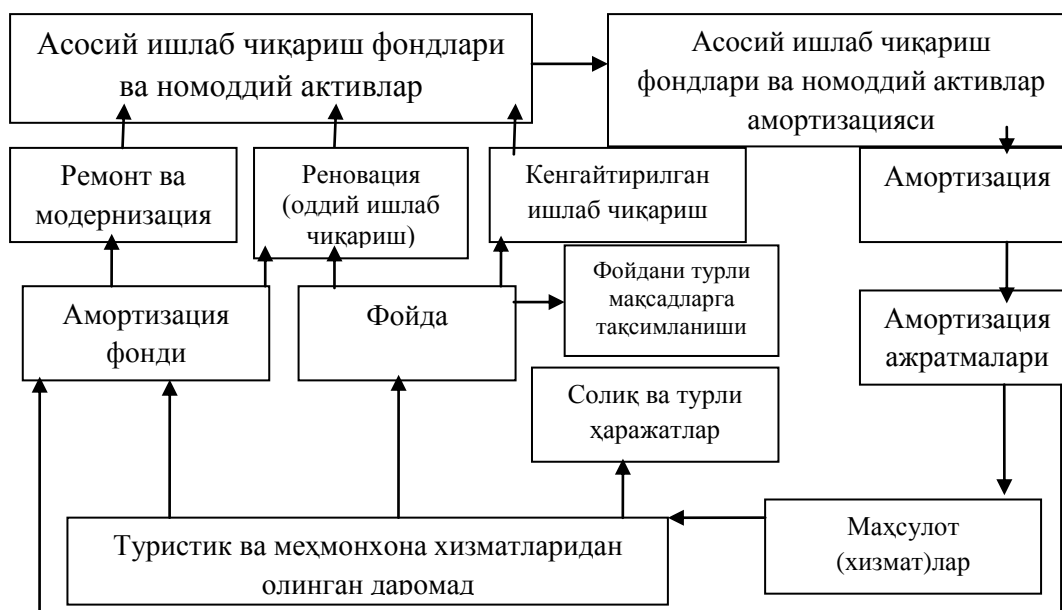 Асосий ишлаб чиқариш фондлари
ва номоддий активлар
Асосий ишлаб чиқариш
фондлари ва номоддий активлар
амортизацияси
Ремонт ва
модернизация
Реновация
(оддий ишлаб
чиқариш)
Кенгайтирилган
ишлаб чиқариш
Амортизация
Фойдани турли
мақсадларга
тақсимланиши
Амортизация
фонди
Фойда
Амортизация
ажратмалари
Солиқ ва турли
ҳаражатлар
Туристик ва меҳмонхона хизматларидан
олинган даромад
Маҳсулот
(хизмат)лар